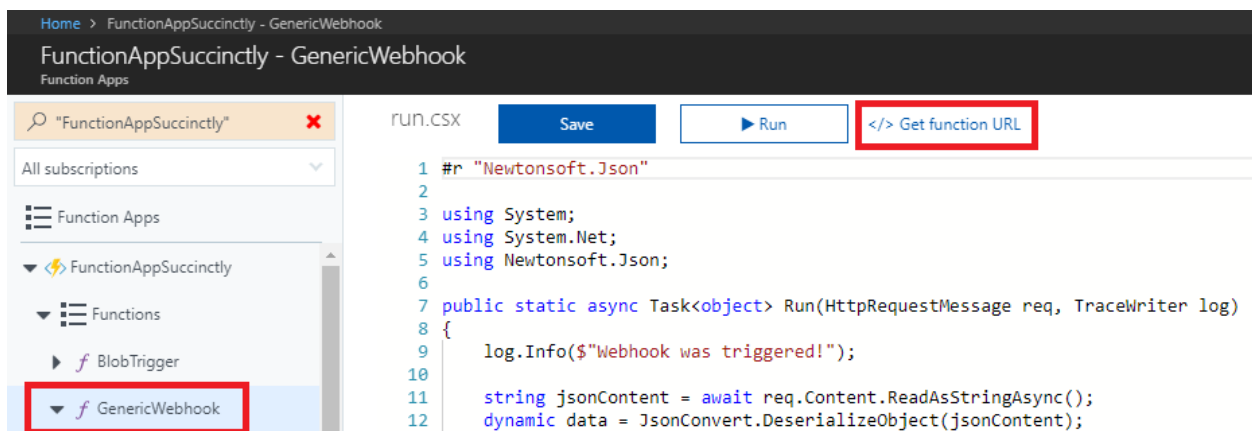 Home > FunctionAppSuccinctly - GenericWebhook
FunctionAppSuccinctly - GenericWebhook
Function Apps
"FunctionAppSuccinctly"
All subscriptions
Function Apps
FunctionAppSuccinctly
Functions
f BlobTrigger
f GenericWebhook
run.csx Save Run </> Get function URL
1 #r "Newtonsoft.Json"
2
3 using System;
4 using System.Net;
5 using Newtonsoft.Json;
6
7 public static async Task<object> Run(HttpRequestMessage req, TraceWriter log)
8 {
9     log.Info($"Webhook was triggered!");
10
11     string jsonContent = await req.Content.ReadAsStringAsync();
12     dynamic data = JsonConvert.DeserializeObject(jsonContent);